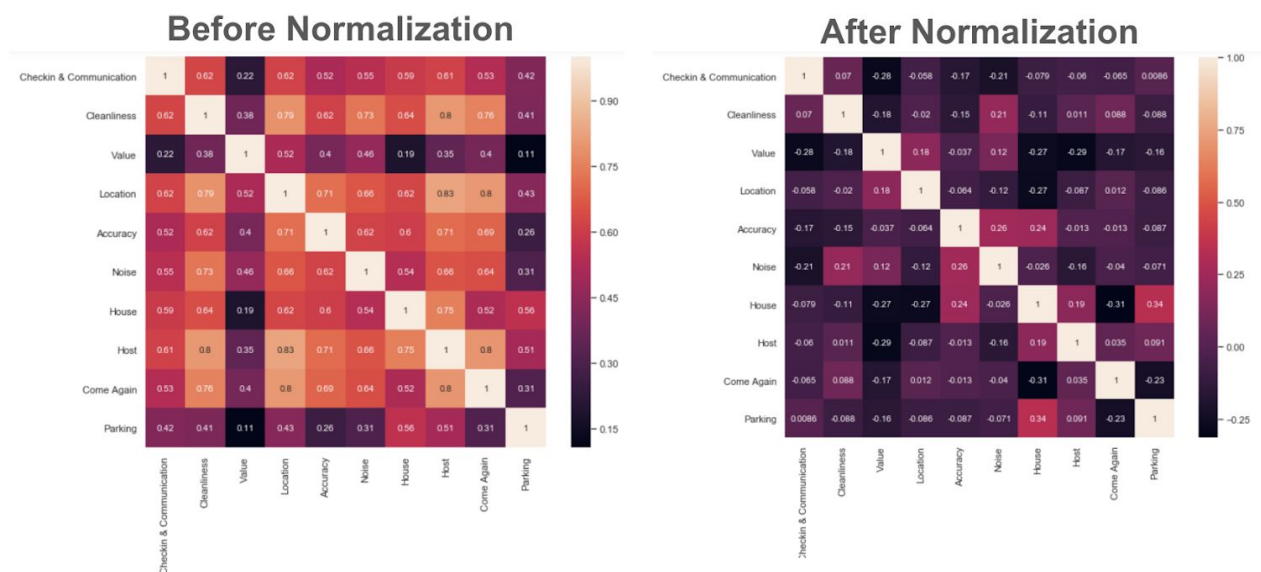 Before Normalization
Checkin & Communication 1 0.62 0.22 0.62 0.52 0.55 0.59 0.61 0.53 0.42
Cleanliness 0.62 1 0.38 0.79 0.62 0.73 0.64 0.8 0.76 0.41
Value 0.22 0.38 1 0.52 0.4 0.46 0.19 0.35 0.4 0.11
Location 0.62 0.79 0.52 1 0.71 0.66 0.62 0.83 0.8 0.43
Accuracy 0.52 0.62 0.4 0.71 1 0.62 0.6 0.71 0.69 0.26
Noise 0.55 0.73 0.46 0.66 0.62 1 0.54 0.66 0.64 0.31
House 0.59 0.64 0.19 0.62 0.6 0.54 1 0.75 0.52 0.56
Host 0.61 0.8 0.35 0.83 0.71 0.66 0.75 1 0.8 0.51
Come Again 0.53 0.76 0.4 0.8 0.69 0.64 0.52 0.8 1 0.31
Parking 0.42 0.41 0.11 0.43 0.26 0.31 0.56 0.51 0.31 1
Checkin & Communication
Cleanliness
Value
Location
Accuracy
Noise
House
Host
Come Again
Parking
0.90
0.75
0.60
0.45
0.30
0.15
After Normalization
Checkin & Communication 1 0.07 -0.28 -0.058 -0.17 -0.21 -0.079 -0.06 -0.065 0.0086
Cleanliness 0.07 1 -0.18 -0.02 -0.15 0.21 -0.11 0.011 0.088 -0.088
Value -0.28 -0.18 1 0.18 -0.037 0.12 -0.27 -0.29 -0.17 -0.16
Location -0.058 -0.02 0.18 1 -0.064 -0.12 -0.27 -0.087 0.012 -0.086
Accuracy -0.17 -0.15 -0.037 -0.064 1 0.26 0.24 -0.013 -0.013 -0.087
Noise -0.21 0.21 0.12 -0.12 0.26 1 -0.026 -0.16 -0.04 -0.071
House -0.079 -0.11 -0.27 -0.27 0.24 -0.026 1 0.19 -0.31 0.34
Host -0.06 0.011 -0.29 -0.087 -0.013 -0.16 0.19 1 0.035 0.091
Come Again -0.065 0.088 -0.17 0.012 -0.013 -0.04 -0.31 0.035 1 -0.23
Parking 0.0086 -0.088 -0.16 -0.086 -0.087 -0.071 0.34 0.091 -0.23 1
Checkin & Communication
Cleanliness
Value
Location
Accuracy
Noise
House
Host
Come Again
Parking
1.00
0.75
0.50
0.25
0.00
-0.25